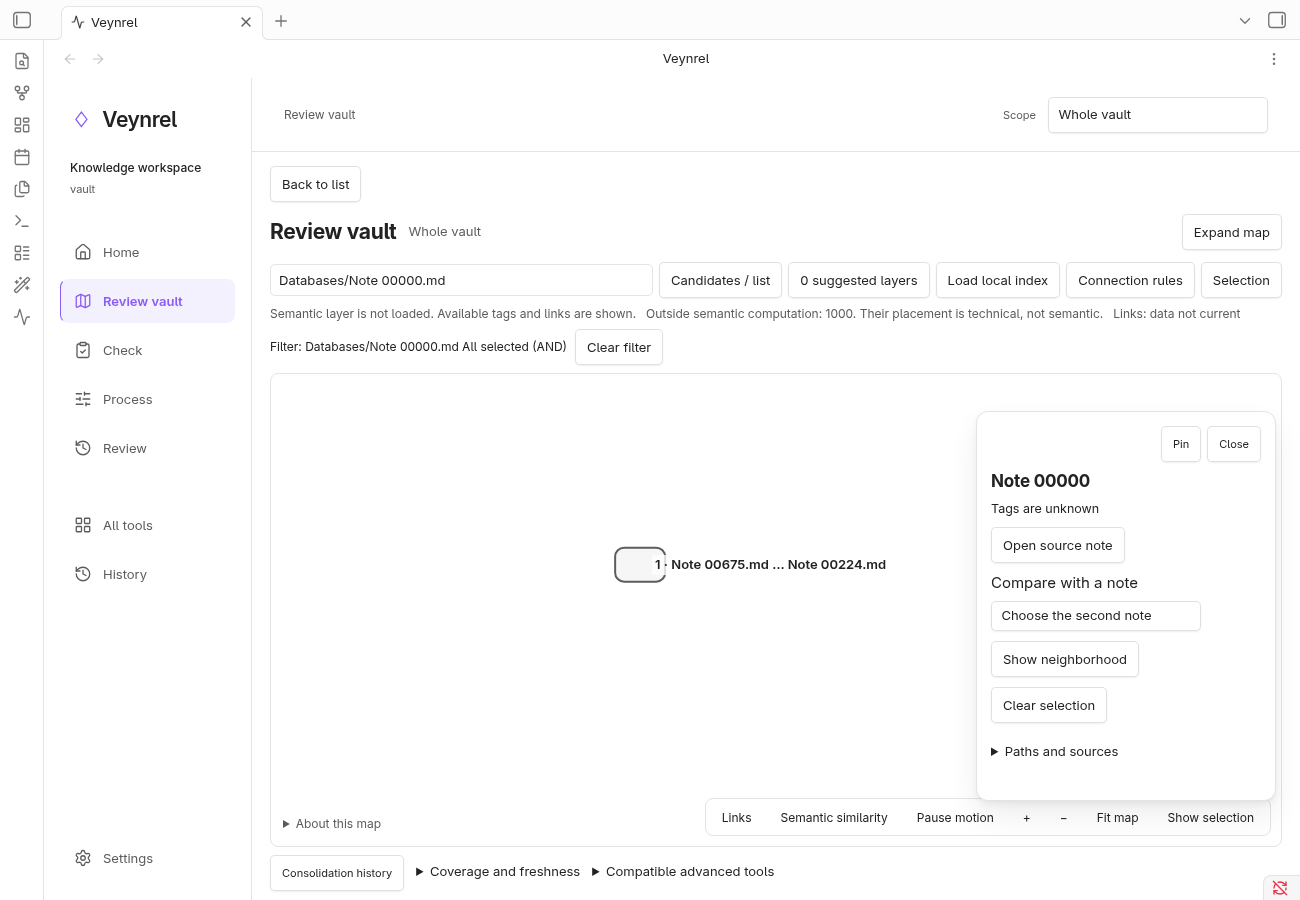 Veynrel
Veynrel
Veynrel
Knowledge workspace
vault
Home
Review vault
Check
Process
Review
All tools
History
Settings
Review vault
Scope
Whole vault
Back to list
Review vault
Whole vault
Expand map
Databases/Note 00000.md
Candidates / list
0 suggested layers
Load local index
Connection rules
Selection
Semantic layer is not loaded. Available tags and links are shown. Outside semantic computation: 1000. Their placement is technical, not semantic. Links: data not current
Filter: Databases/Note 00000.md All selected (AND)
Clear filter
1 · Note 00675.md ... Note 00224.md
Pin
Close
Note 00000
Tags are unknown
Open source note
Compare with a note
Choose the second note
Show neighborhood
Clear selection
Paths and sources
About this map
Links
Semantic similarity
Pause motion
+
−
Fit map
Show selection
Consolidation history
Coverage and freshness
Compatible advanced tools